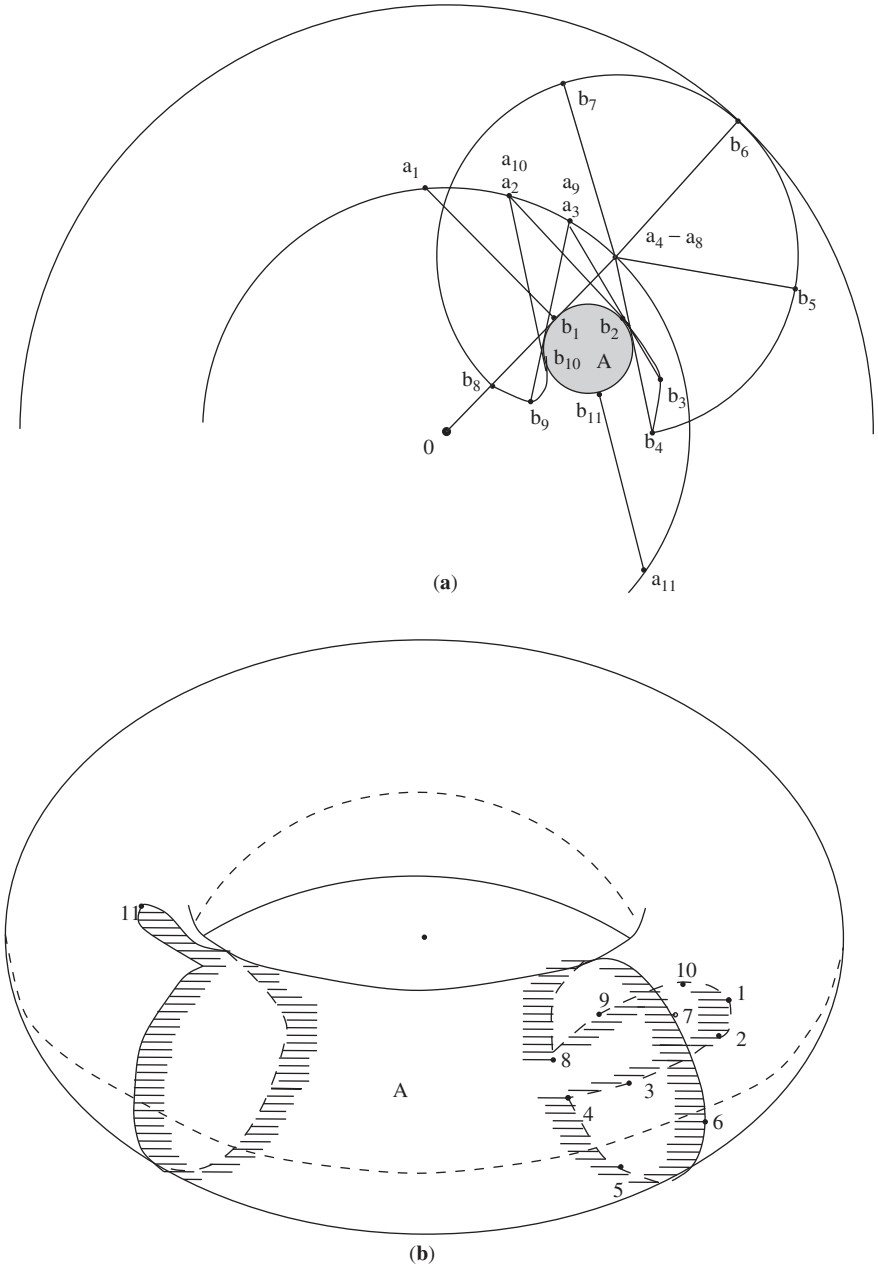 b₇
b₆
a₁
a₁₀
a₂
a₉
a₃
a₄ – a₈
b₅
b₁
b₂
b₁₀
A
b₈
b₃
b₉
b₁₁
b₄
0
(a)
a₁₁
11
10
1
9
7
2
8
3
A
4
6
5
(b)